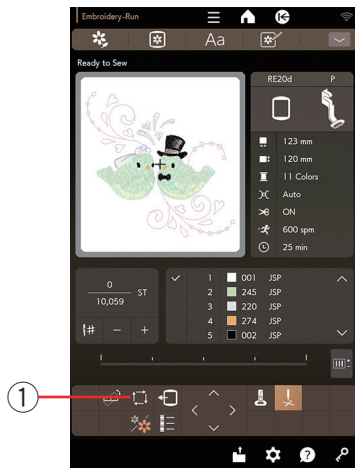 Embroidery-Run
Aa
Ready to Sew
RE20d P
123 mm
120 mm
11 Colors
Auto
ON
600 spm
25 min
0
10,059
ST
1 001 JSP
2 245 JSP
3 220 JSP
4 274 JSP
5 002 JSP
# − +
1
?